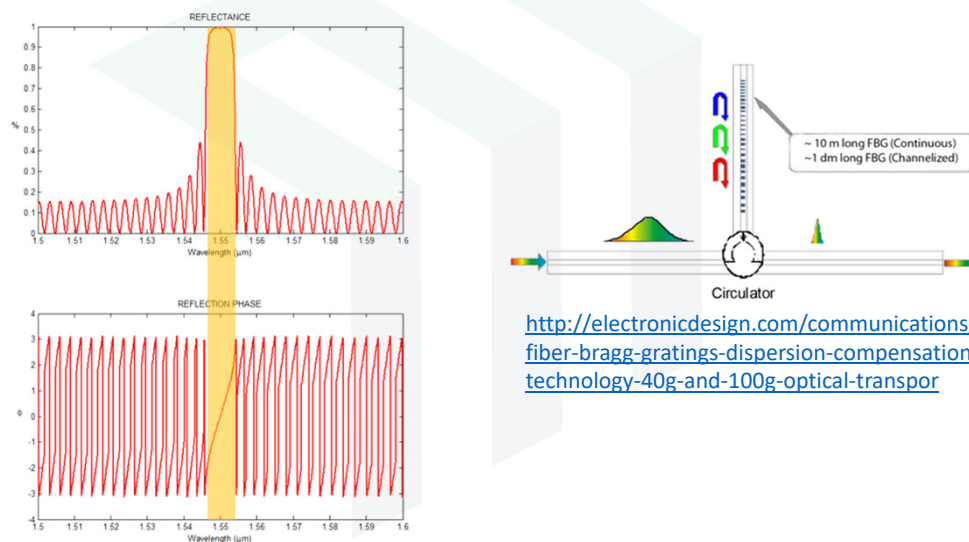 REFLECTANCE
1
0.9
0.8
0.7
0.6
0.5
0.4
0.3
0.2
0.1
0
1.5 1.51 1.52 1.53 1.54 1.55 1.56 1.57 1.58 1.59 1.6
Wavelength (μm)
REFLECTION PHASE
4
3
2
1
0
-1
-2
-3
-4
Φ
1.5 1.51 1.52 1.53 1.54 1.55 1.56 1.57 1.58 1.59 1.6
Wavelength (μm)
~ 10 m long FBG (Continuous)
~1 dm long FBG (Channelized)
Circulator
http://electronicdesign.com/communications
fiber-bragg-gratings-dispersion-compensation
technology-40g-and-100g-optical-transpor